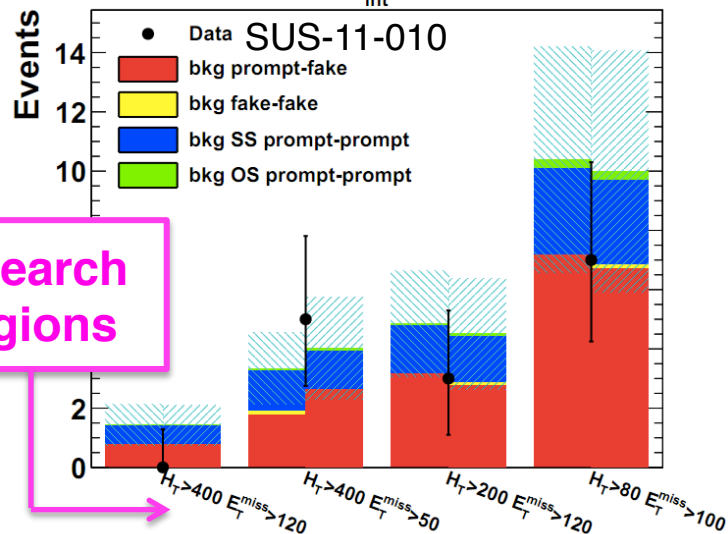 int
Events
14
12
10
2
0
Data SUS-11-010
bkg prompt-fake
bkg fake-fake
bkg SS prompt-prompt
bkg OS prompt-prompt
earch
gions
H_T>400 E_T^miss>120
H_T>400 E_T^miss>50
H_T>200 E_T^miss>120
H_T>80 E_T^miss>100